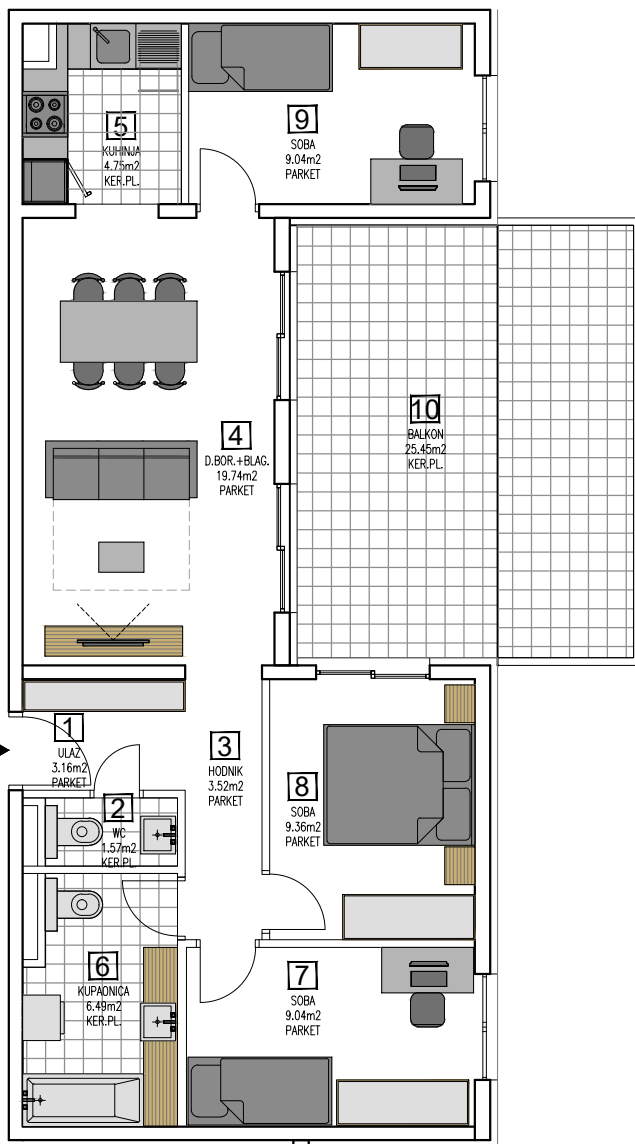 5
KUHINJA
4.75m2
KER.PL.
9
SOBA
9.04m2
PARKET
4
D.BOR.+BLAG.
19.74m2
PARKET
10
BALKON
25.45m2
KER.PL.
1
ULAZ
3.16m2
PARKET
3
HODNIK
3.52m2
PARKET
2
WC
1.57m2
KER.PL.
8
SOBA
9.36m2
PARKET
6
KUPAONICA
6.49m2
KER.PL.
7
SOBA
9.04m2
PARKET